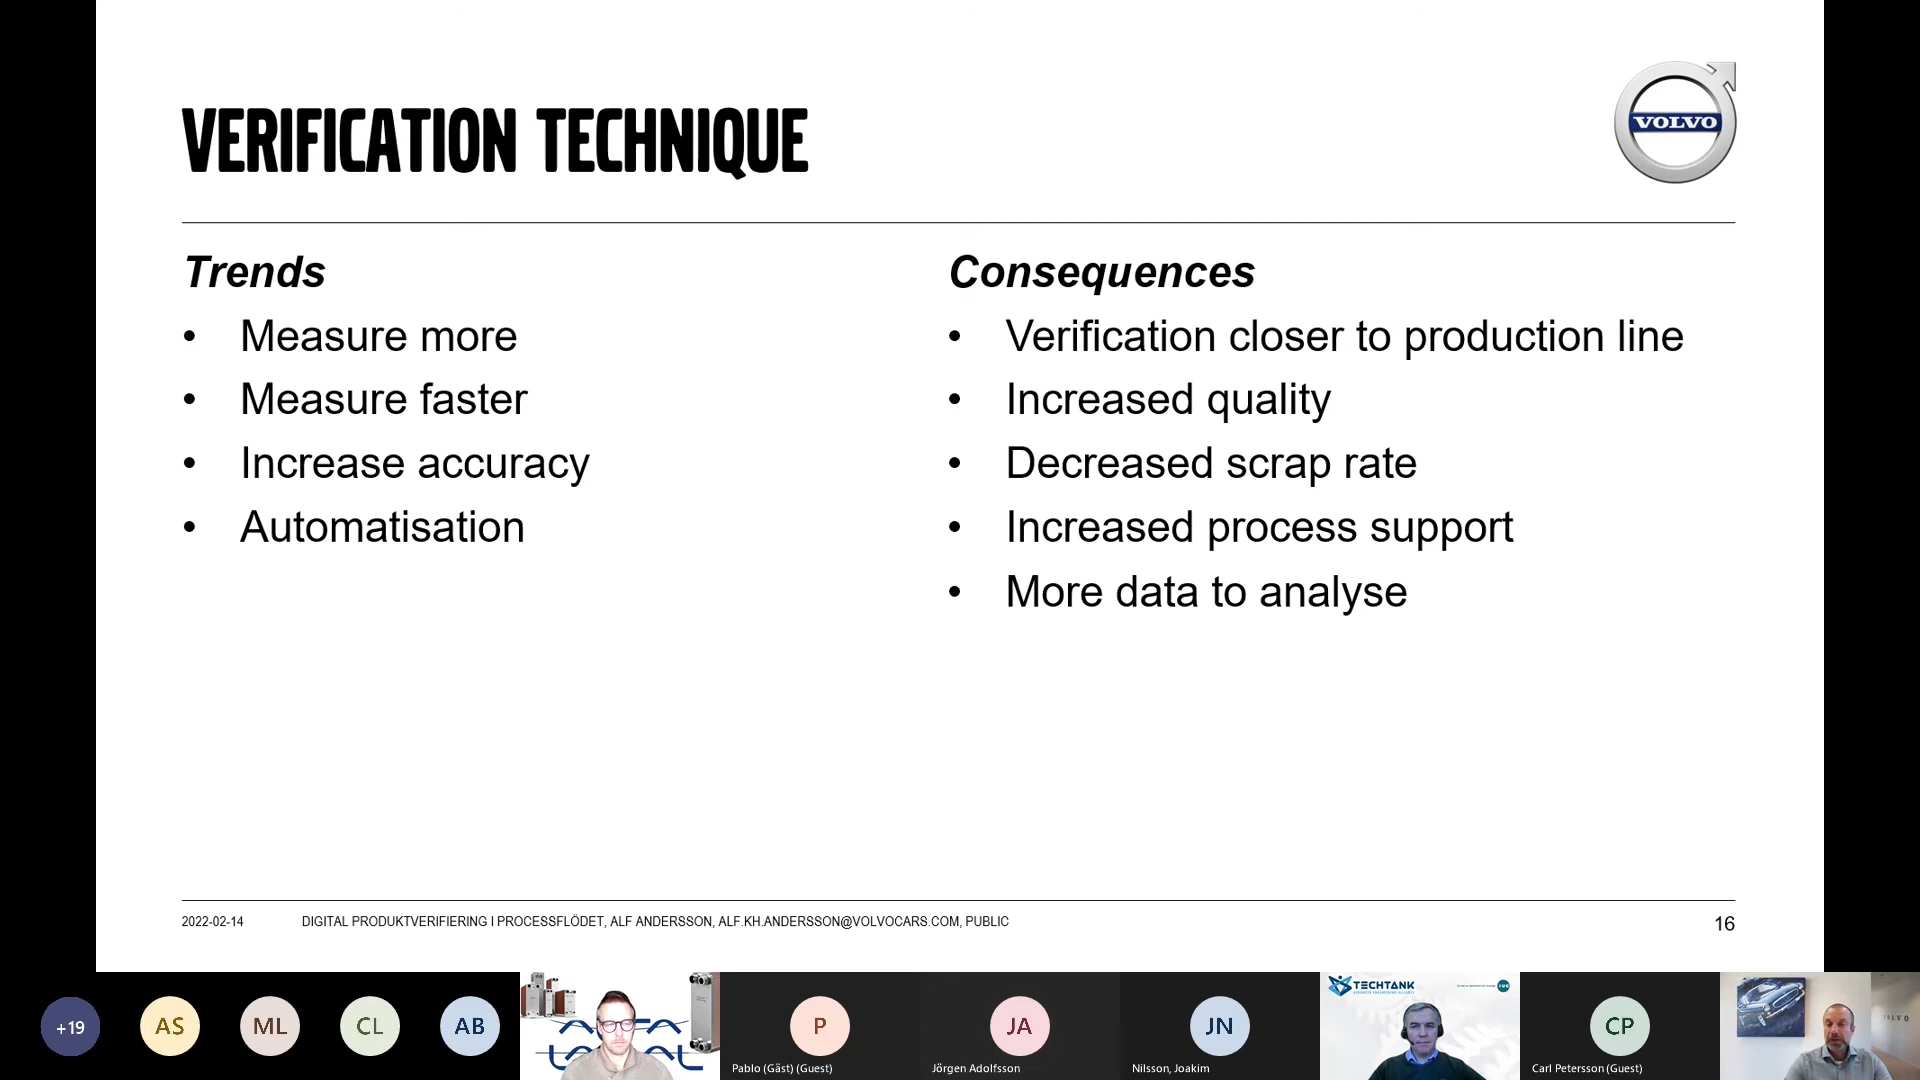 VERIFICATION TECHNIQUE
VOLVO
Trends
• Measure more
• Measure faster
• Increase accuracy
• Automatisation
Consequences
• Verification closer to production line
• Increased quality
• Decreased scrap rate
• Increased process support
• More data to analyse
2022-02-14 DIGITAL PRODUKTVERIFIERING I PROCESSFLÖDET, ALF ANDERSSON, ALF.KH.ANDERSSON@VOLVOCARS.COM, PUBLIC 16
+19
AS
ML
CL
AB
P
Pablo (Gäst) (Guest)
JA
Jörgen Adolfsson
JN
Nilsson, Joakim
TECHTANK
CP
Carl Petersson (Guest)
VOLVO